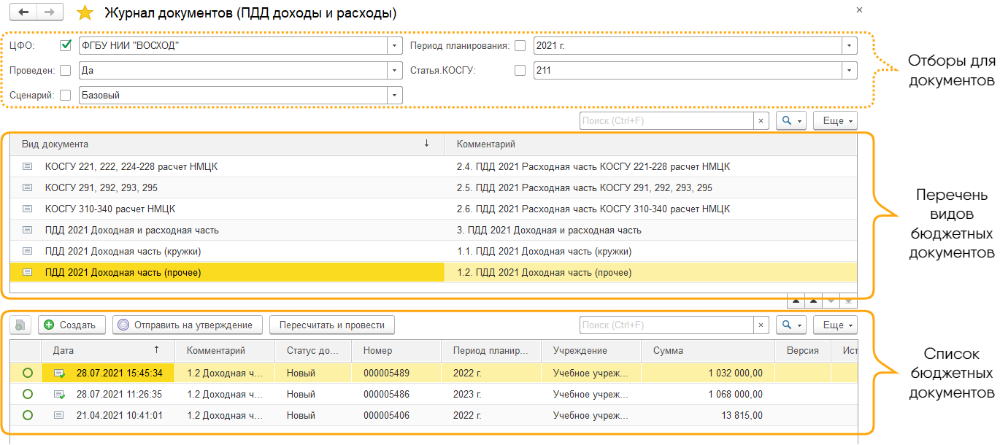 Журнал документов (ПДД доходы и расходы)
ЦФО: ФГБУ НИИ "ВОСХОД" Период планирования: 2021 г.
Проведен: Да Статья.КОСГУ: 211
Сценарий: Базовый
Отборы для
документов
Поиск (Ctrl+F) × Еще
Вид документа ↓ Комментарий
КОСГУ 221, 222, 224-228 расчет НМЦК 2.4. ПДД 2021 Расходная часть КОСГУ 221-228 расчет НМЦК
КОСГУ 291, 292, 293, 295 2.5. ПДД 2021 Расходная часть КОСГУ 291, 292, 293, 295
КОСГУ 310-340 расчет НМЦК 2.6. ПДД 2021 Расходная часть КОСГУ 310-340 расчет НМЦК
ПДД 2021 Доходная и расходная часть 3. ПДД 2021 Доходная и расходная часть
ПДД 2021 Доходная часть (кружки) 1.1. ПДД 2021 Доходная часть (кружки)
ПДД 2021 Доходная часть (прочее) 1.2. ПДД 2021 Доходная часть (прочее)
Перечень
видов
бюджетных
документов
Создать Отправить на утверждение Пересчитать и провести Поиск (Ctrl+F) × Еще
Дата ↑ Комментарий Статус до... Номер Период планир... Учреждение Сумма Версия Ист
28.07.2021 15:45:34 1.2 Доходная ч... Новый 000005489 2022 г. Учебное учреж... 1 032 000,00
28.07.2021 11:26:35 1.2 Доходная ч... Новый 000005486 2023 г. Учебное учреж... 1 068 000,00
21.04.2021 10:41:01 1.2 Доходная ч... Новый 000005406 2022 г. Учебное учреж... 13 815,00
Список
бюджетных
документов